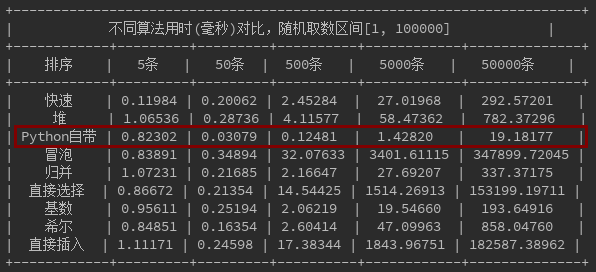 不同算法用时(毫秒)对比，随机取数区间[1, 100000]
排序 | 5条 | 50条 | 500条 | 5000条 | 50000条 |
快速 | 0.11984 | 0.20062 | 2.45284 | 27.01968 | 292.57201 |
堆 | 1.06536 | 0.28736 | 4.11577 | 58.47362 | 782.37296 |
Python自带 | 0.82302 | 0.03079 | 0.12481 | 1.42820 | 19.18177 |
冒泡 | 0.83891 | 0.34894 | 32.07633 | 3401.61115 | 347899.72045 |
归并 | 1.07231 | 0.21685 | 2.16647 | 27.69207 | 337.37175 |
直接选择 | 0.86672 | 0.21354 | 14.54425 | 1514.26913 | 153199.19711 |
基数 | 0.95611 | 0.25194 | 2.06219 | 19.54660 | 193.64916 |
希尔 | 0.84851 | 0.16354 | 2.60414 | 47.09963 | 858.04760 |
直接插入 | 1.11171 | 0.24598 | 17.38344 | 1843.96751 | 182587.38962 |